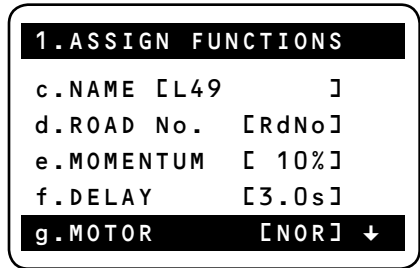 1.ASSIGN FUNCTIONS
c.NAME [L49 ]
d.ROAD No. [RdNo]
e.MOMENTUM [ 10%]
f.DELAY [3.0s]
g.MOTOR [NOR] ↓